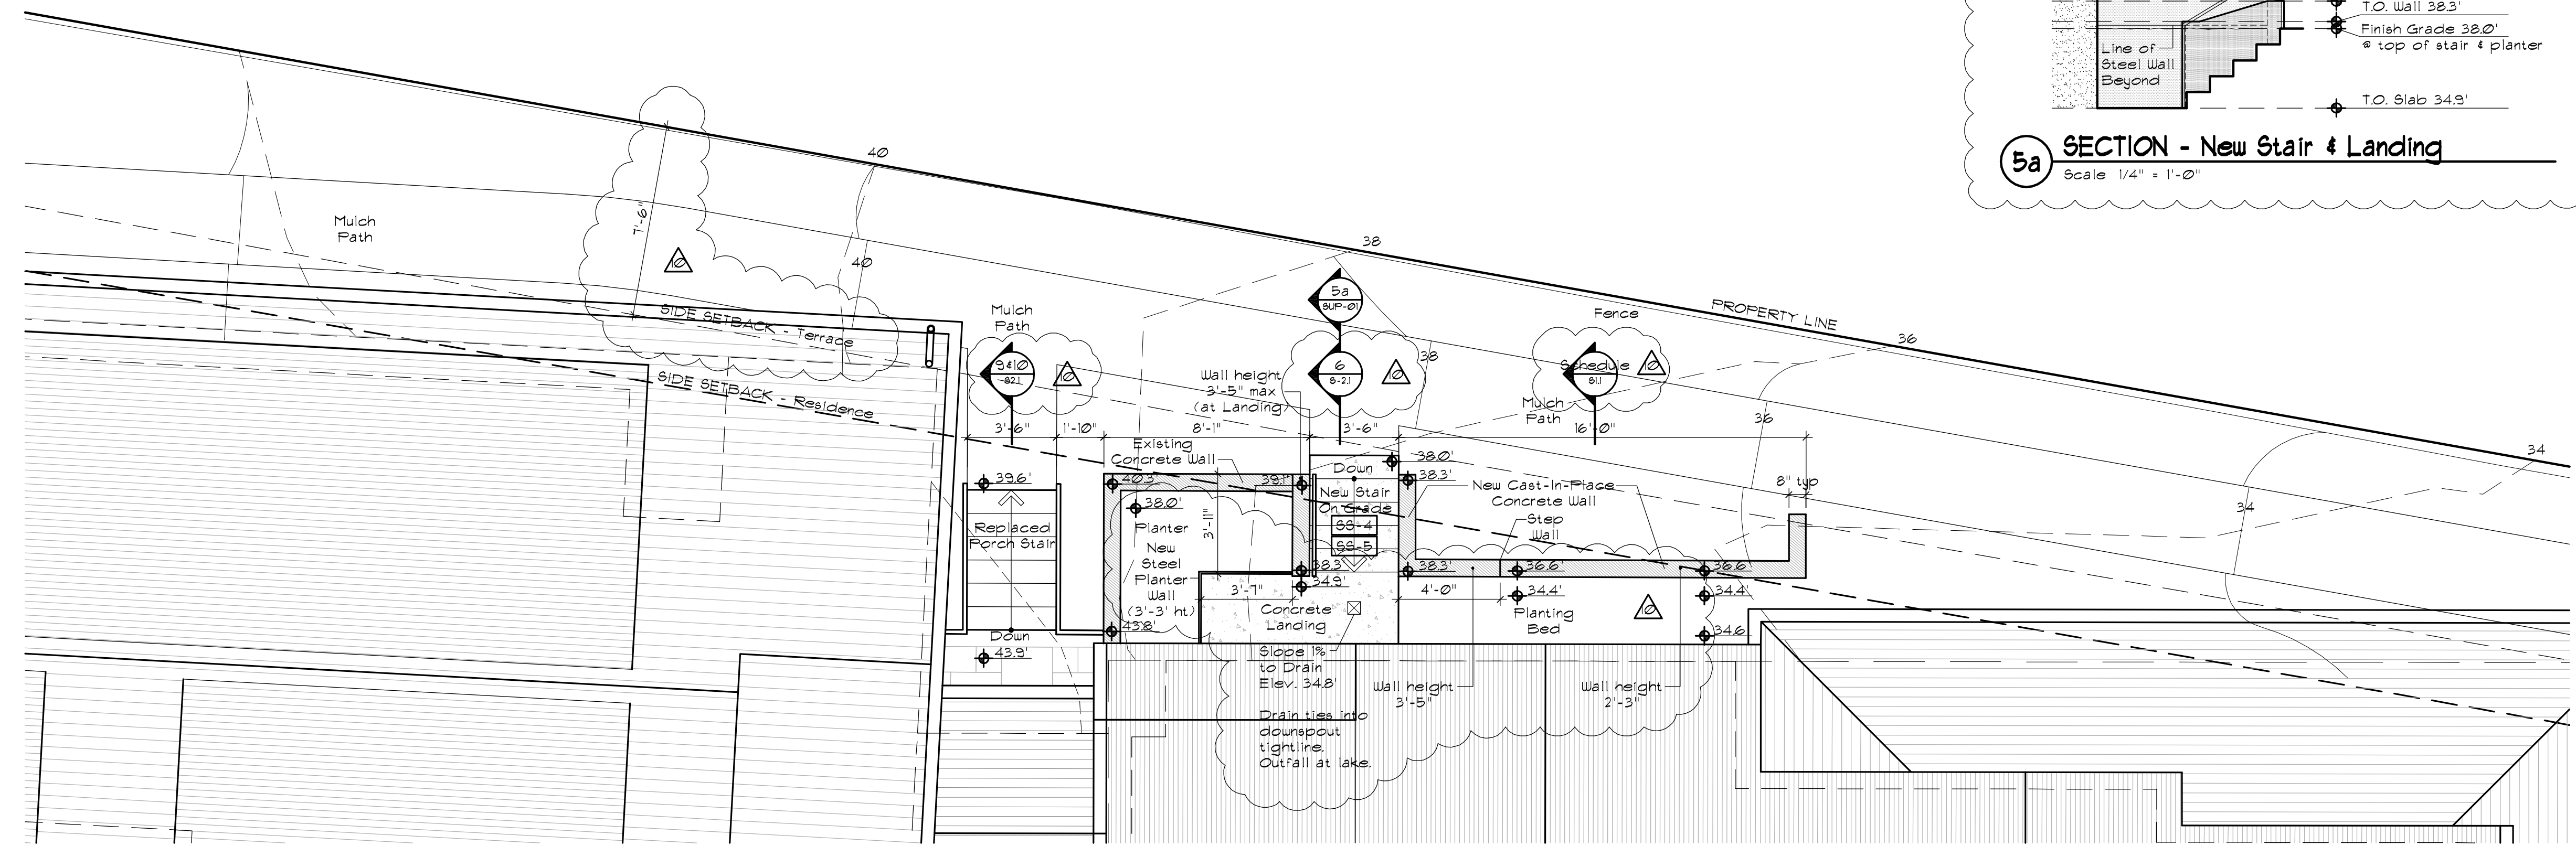 T.O. Wall 38.3'
Finish Grade 38.0'
@ top of stair & planter
Line of
Steel Wall
Beyond
T.O. Slab 34.9'
5a
SECTION - New Stair & Landing
Scale 1/4" = 1'-0"
40
Mulch
Path
7'-6"
10
40
38
PROPERTY LINE
36
34
5a
SUP-01
SIDE SETBACK - Terrace
SIDE SETBACK - Residence
Mulch
Path
9&10
S2.1
10
Wall height
3'-5" max
(at Landing)
6
S-2.1
10
38
Fence
Schedule
S1.1
10
Mulch
Path
36
34
3'-6"
1'-10"
8'-1"
3'-6"
16'-0"
Existing
Concrete Wall
39.6'
40.3'
39.1'
Down
38.0'
38.3'
New Cast-in-Place
Concrete Wall
8" typ
38.0'
Planter
3'-11"
New Stair
On Grade
SS-4
SS-5
Step
Wall
Replaced
Porch Stair
New
Steel
Planter
Wall
(3'-3' ht)
38.3'
34.9'
38.3'
36.6'
36.6'
3'-7"
4'-0"
34.4'
34.4'
Concrete
Landing
Planting
Bed
10
43.8'
34.6
Down
43.9'
Slope 1%
to Drain
Elev. 34.8'
Wall height
3'-5"
Wall height
2'-3"
Drain ties into
downspout
tightline.
Outfall at lake.